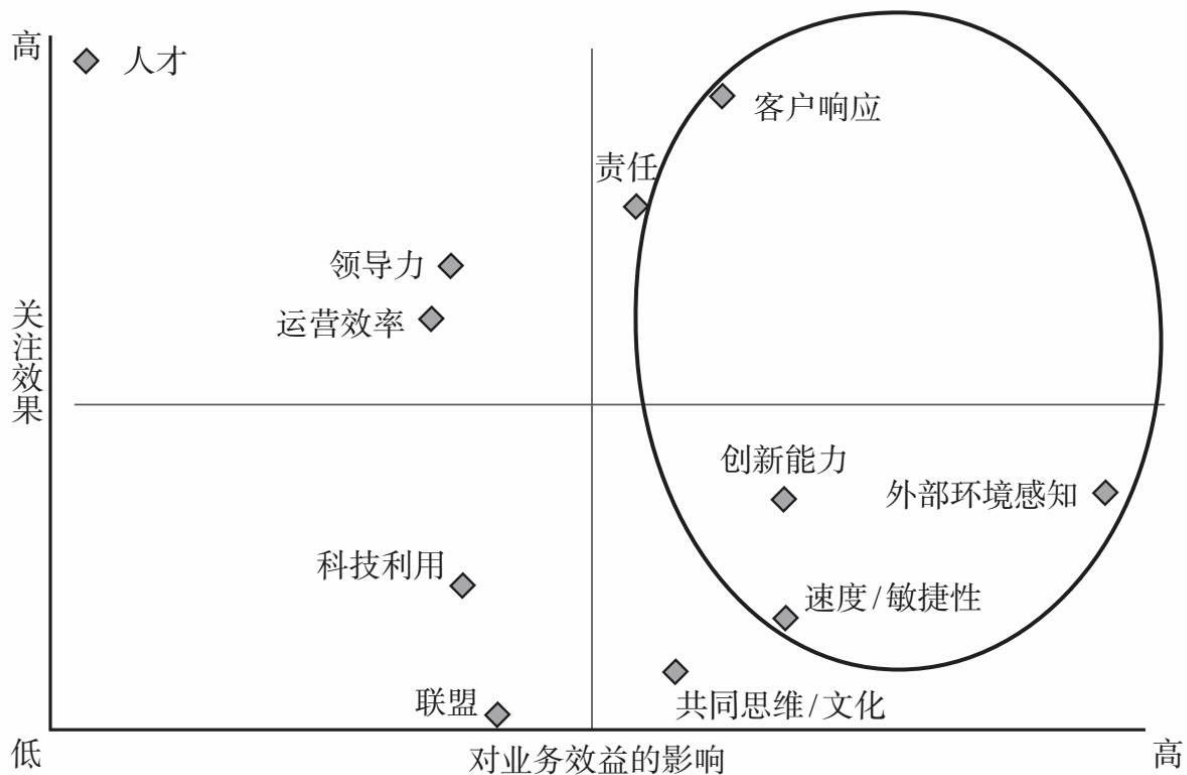 高
人才
客户响应
责任
领导力
运营效率
关注效果
创新能力
外部环境感知
科技利用
速度/敏捷性
联盟
共同思维/文化
低
对业务效益的影响
高